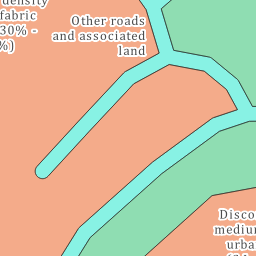 density
fabric
30% -
%)
Other roads
and associated
land
Disco
mediu
urba